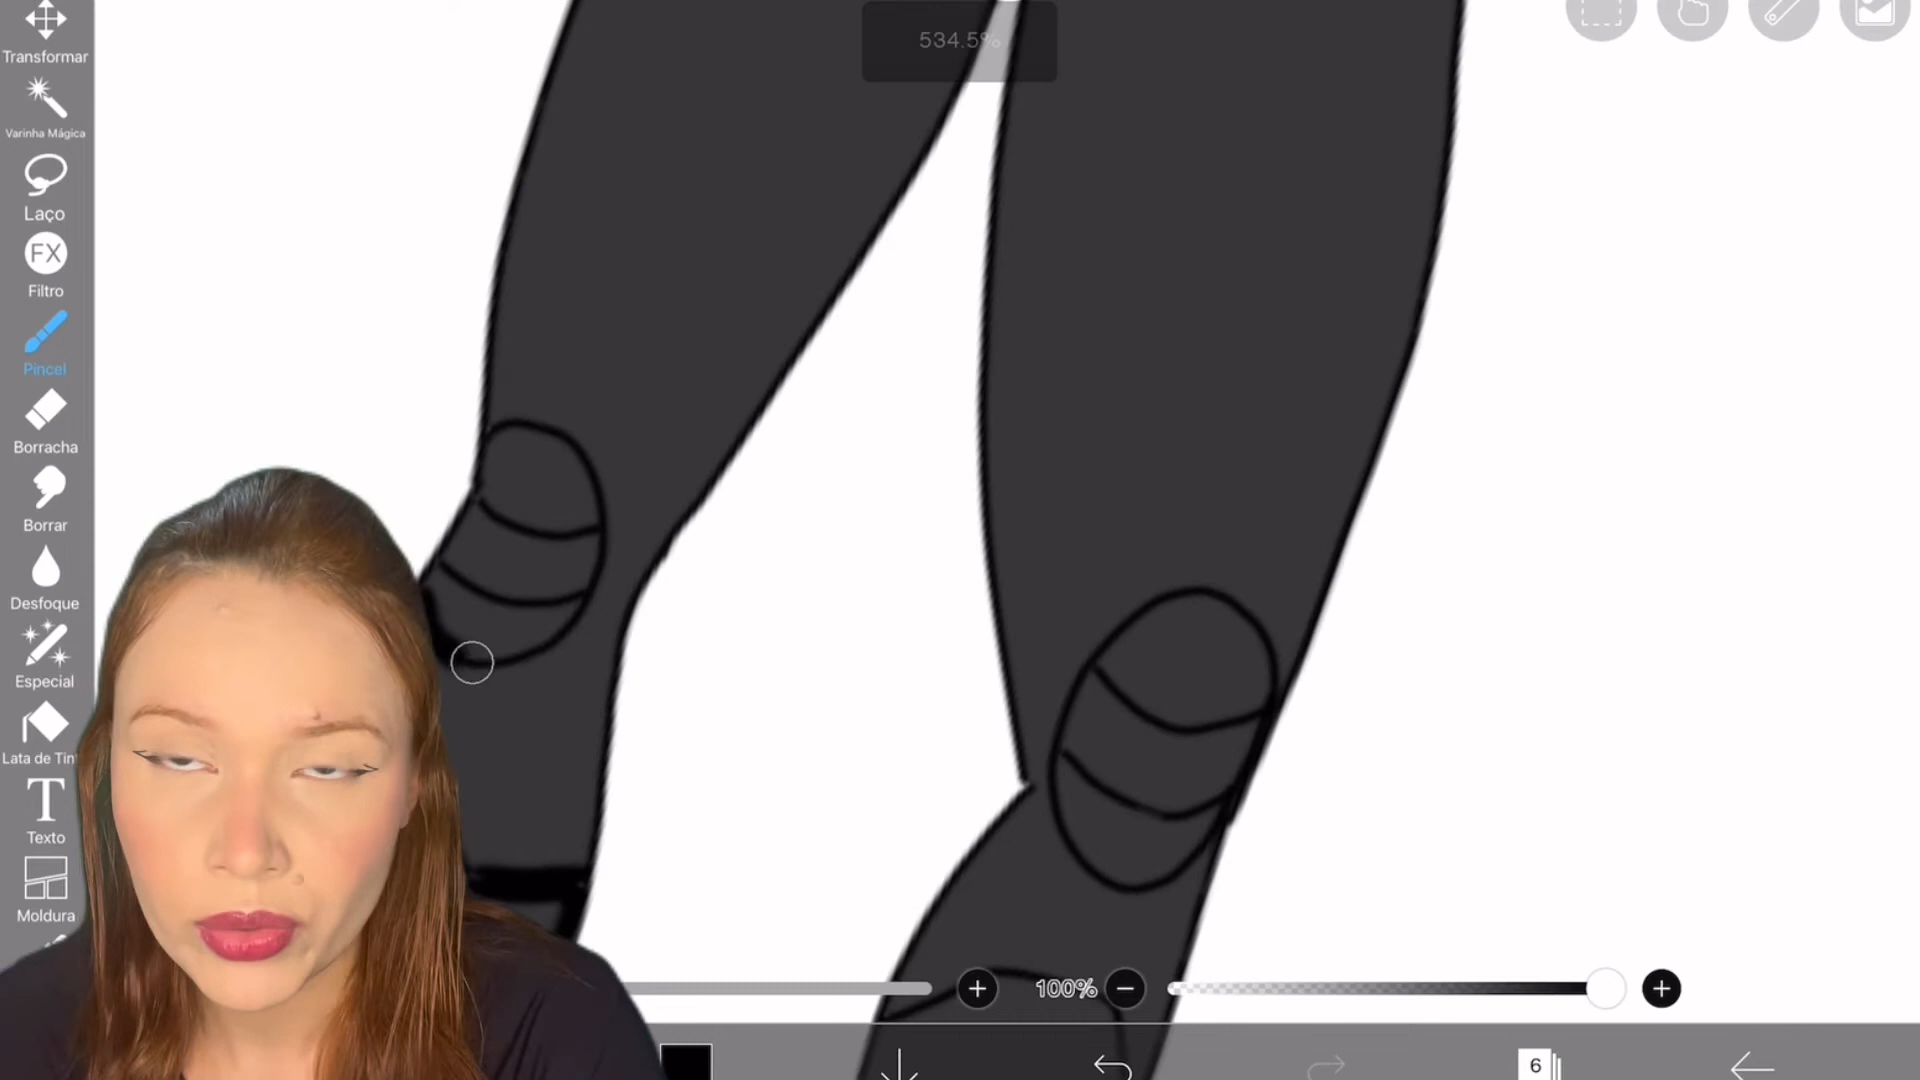 534.5%
Transformar
Varinha Mágica
Laço
FX
Filtro
Pincel
Borracha
Borrar
Desfoque
Especial
Lata de Tin
T
Texto
Moldura
100%
6